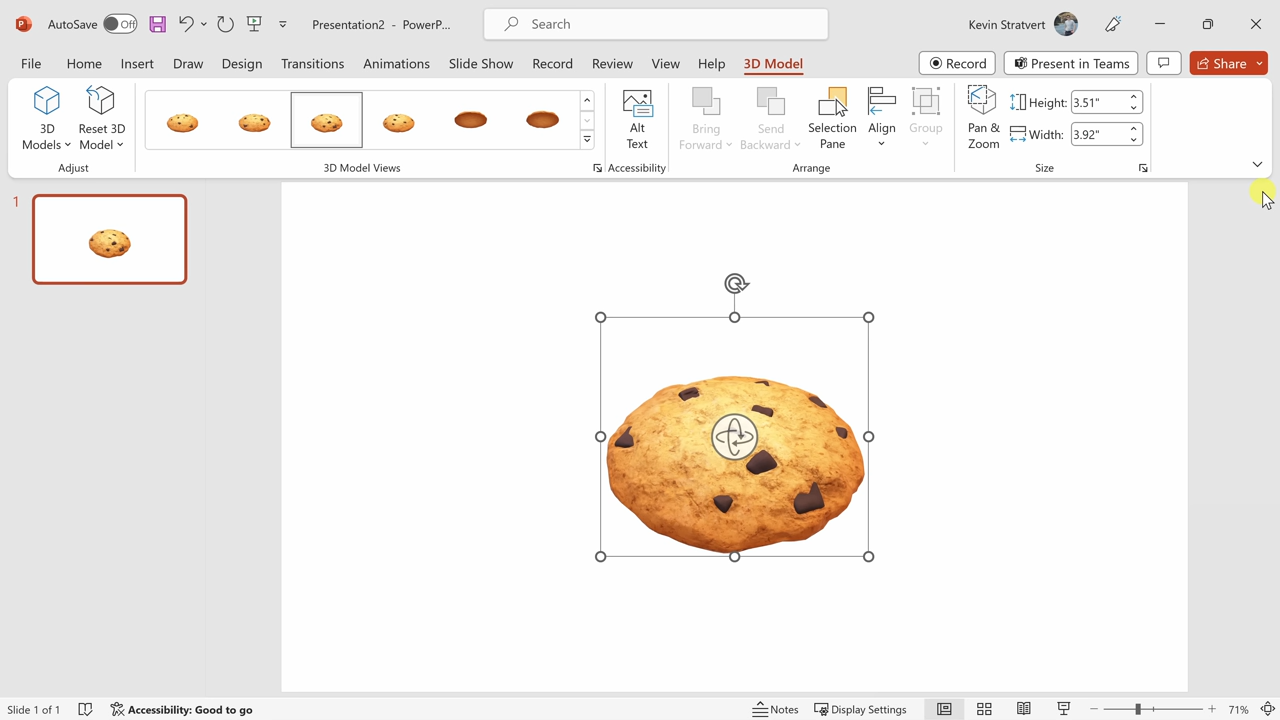 AutoSave Off Presentation2 - PowerP... Search Kevin Stratvert
File Home Insert Draw Design Transitions Animations Slide Show Record Review View Help 3D Model Record Present in Teams Share
3D Models
Reset 3D Model
Adjust
3D Model Views
Alt Text
Accessibility
Bring Forward
Send Backward
Selection Pane
Align
Group
Arrange
Pan & Zoom
Height: 3.51"
Width: 3.92"
Size
1
Slide 1 of 1 Accessibility: Good to go Notes Display Settings 71%